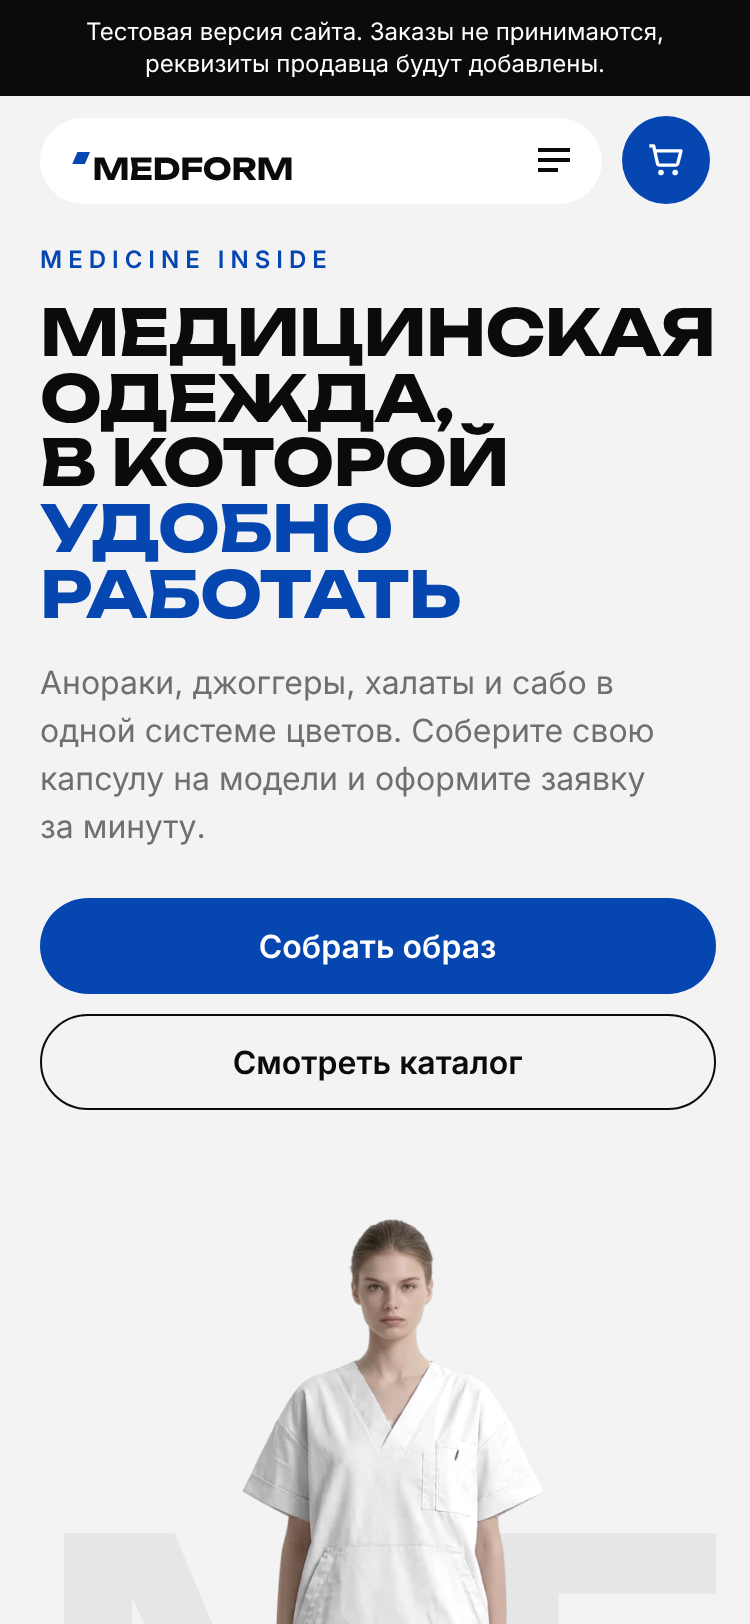 Тестовая версия сайта. Заказы не принимаются,
реквизиты продавца будут добавлены.
MEDFORM
MEDICINE INSIDE
МЕДИЦИНСКАЯ
ОДЕЖДА,
В КОТОРОЙ
УДОБНО
РАБОТАТЬ
Анораки, джоггеры, халаты и сабо в
одной системе цветов. Соберите свою
капсулу на модели и оформите заявку
за минуту.
Собрать образ
Смотреть каталог